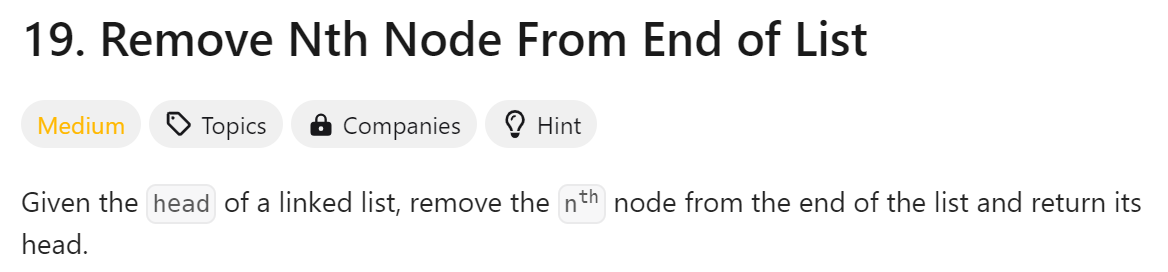 19. Remove Nth Node From End of List
Medium Topics Companies Hint
Given the head of a linked list, remove the nth node from the end of the list and return its
head.